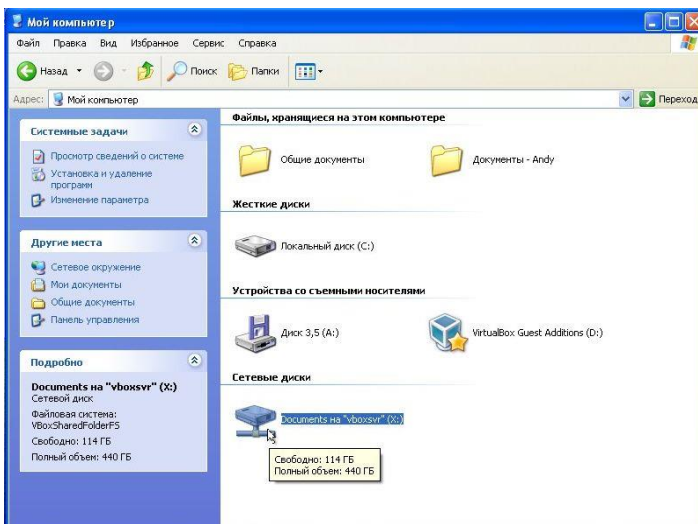 Мой компьютер
Файл Правка Вид Избранное Сервис Справка
Назад Поиск Папки
Адрес: Мой компьютер Переход
Системные задачи
Просмотр сведений о системе
Установка и удаление
программ
Изменение параметра
Другие места
Сетевое окружение
Мои документы
Общие документы
Панель управления
Подробно
Documents на "vboxsvr" (X:)
Сетевой диск
Файловая система:
VBoxSharedFolderFS
Свободно: 114 ГБ
Полный объем: 440 ГБ
Файлы, хранящиеся на этом компьютере
Общие документы Документы - Andy
Жесткие диски
Локальный диск (C:)
Устройства со съемными носителями
Диск 3,5 (A:) VirtualBox Guest Additions (D:)
Сетевые диски
Documents на "vboxsvr" (X:)
Свободно: 114 ГБ
Полный объем: 440 ГБ